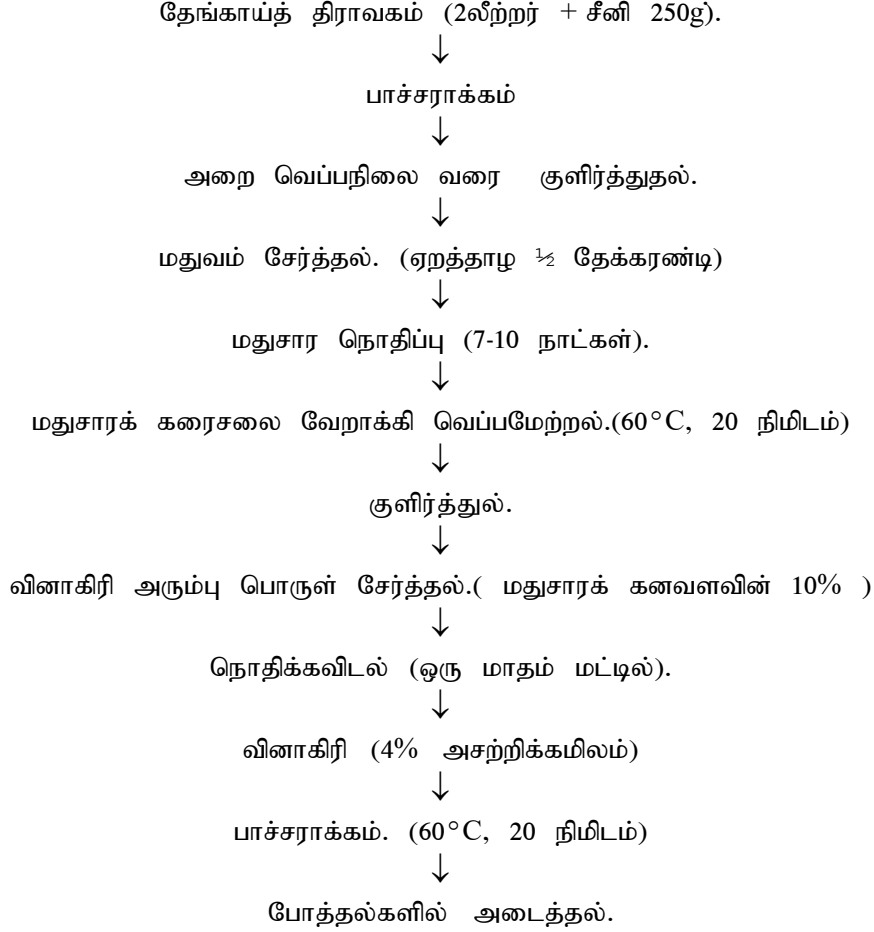 தேங்காய்த் திராவகம் (2லீற்றர் + சீனி 250g).
↓
பாச்சராக்கம்
↓
அறை வெப்பநிலை வரை குளிர்த்துதல்.
↓
மதுவம் சேர்த்தல். (ஏறத்தாழ ½ தேக்கரண்டி)
↓
மதுசார நொதிப்பு (7-10 நாட்கள்).
↓
மதுசாரக் கரைசலை வேறாக்கி வெப்பமேற்றல்.(60°C, 20 நிமிடம்)
↓
குளிர்த்துல்.
↓
வினாகிரி அரும்பு பொருள் சேர்த்தல்.( மதுசாரக் கனவளவின் 10% )
↓
நொதிக்கவிடல் (ஒரு மாதம் மட்டில்).
↓
வினாகிரி (4% அசற்றிக்கமிலம்)
↓
பாச்சராக்கம். (60°C, 20 நிமிடம்)
↓
போத்தல்களில் அடைத்தல்.